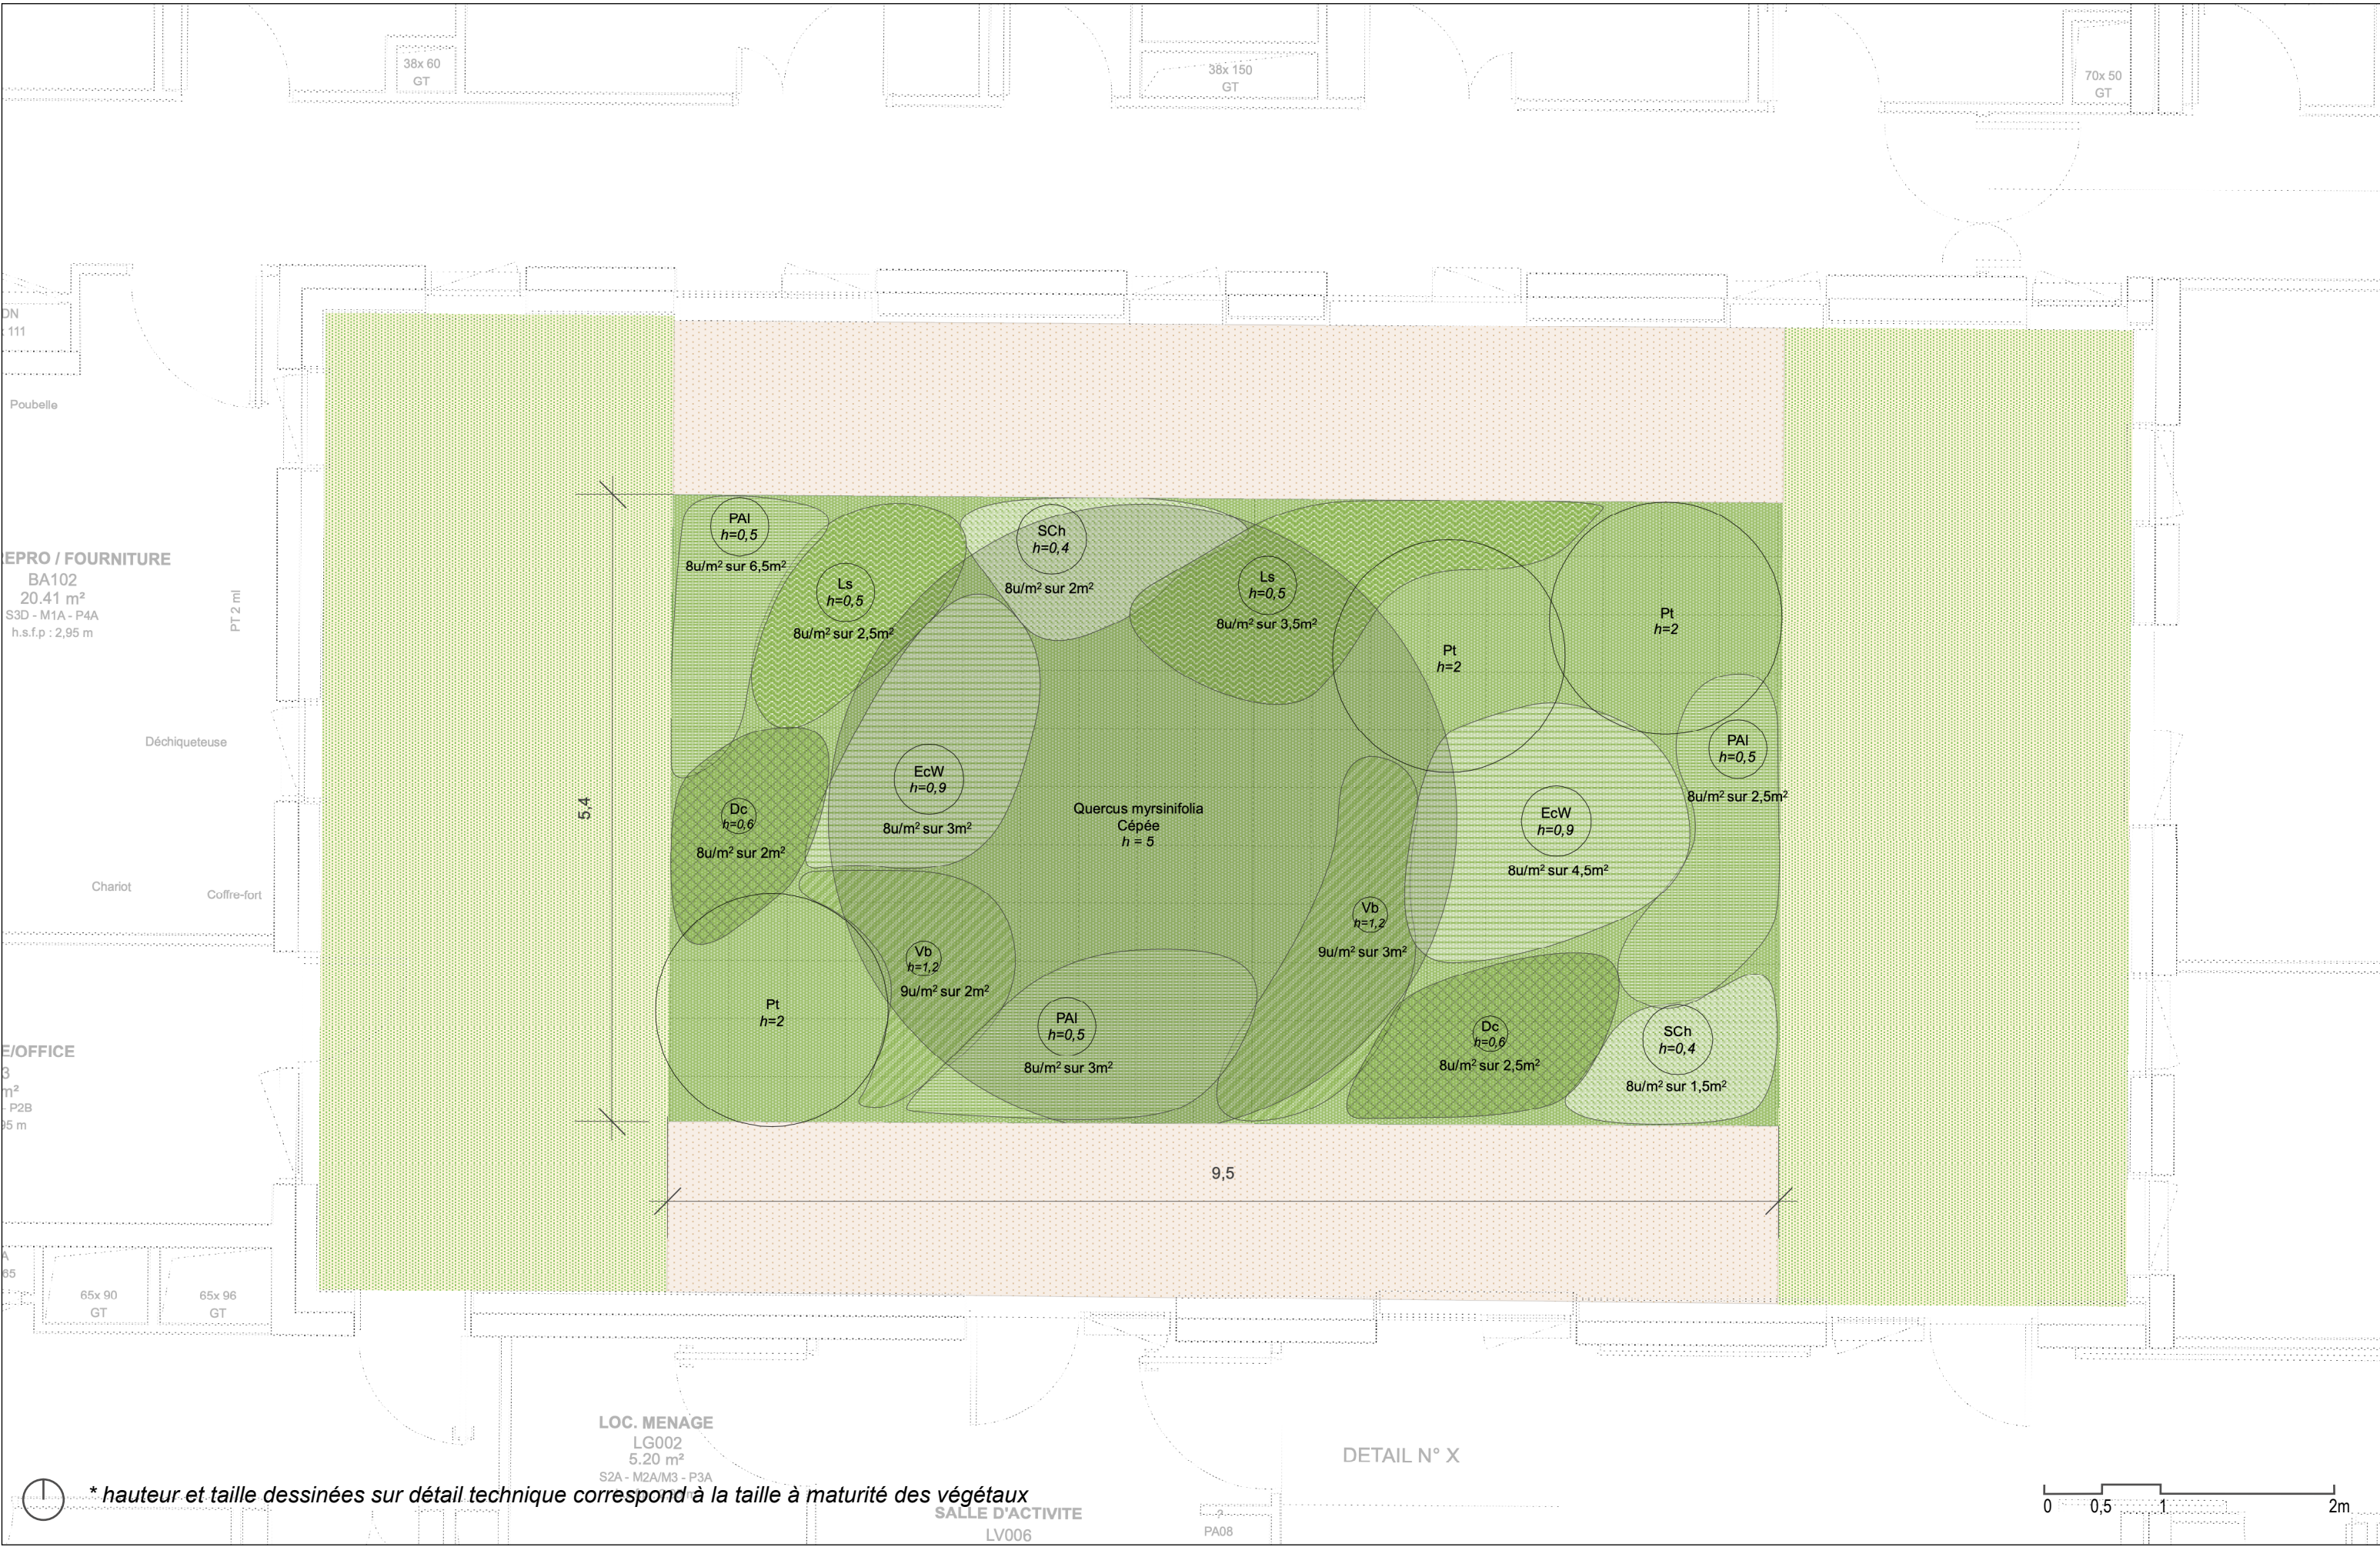 38x 60
GT
38x 150
GT
70x 50
GT
ON
: 111
Poubelle
EPRO / FOURNITURE
BA102
20.41 m²
S3D - M1A - P4A
h.s.f.p : 2,95 m
PT 2 ml
Déchiqueteuse
Chariot
Coffre-fort
E/OFFICE
3
m²
- P2B
95 m
5,4
PAl
h=0,5
8u/m² sur 6,5m²
Ls
h=0,5
8u/m² sur 2,5m²
SCh
h=0,4
8u/m² sur 2m²
Ls
h=0,5
8u/m² sur 3,5m²
Pt
h=2
Pt
h=2
PAl
h=0,5
8u/m² sur 2,5m²
EcW
h=0,9
8u/m² sur 3m²
Dc
h=0,6
8u/m² sur 2m²
Quercus myrsinifolia
Cépée
h = 5
EcW
h=0,9
8u/m² sur 4,5m²
Vb
h=1,2
9u/m² sur 3m²
Vb
h=1,2
9u/m² sur 2m²
Pt
h=2
PAl
h=0,5
8u/m² sur 3m²
Dc
h=0,6
8u/m² sur 2,5m²
SCh
h=0,4
8u/m² sur 1,5m²
9,5
A
65
65x 90
GT
65x 96
GT
LOC. MENAGE
LG002
5.20 m²
S2A - M2A/M3 - P3A
DETAIL N° X
* hauteur et taille dessinées sur détail technique correspond à la taille à maturité des végétaux
SALLE D'ACTIVITE
LV006
?
PA08
0 0,5 1 2m